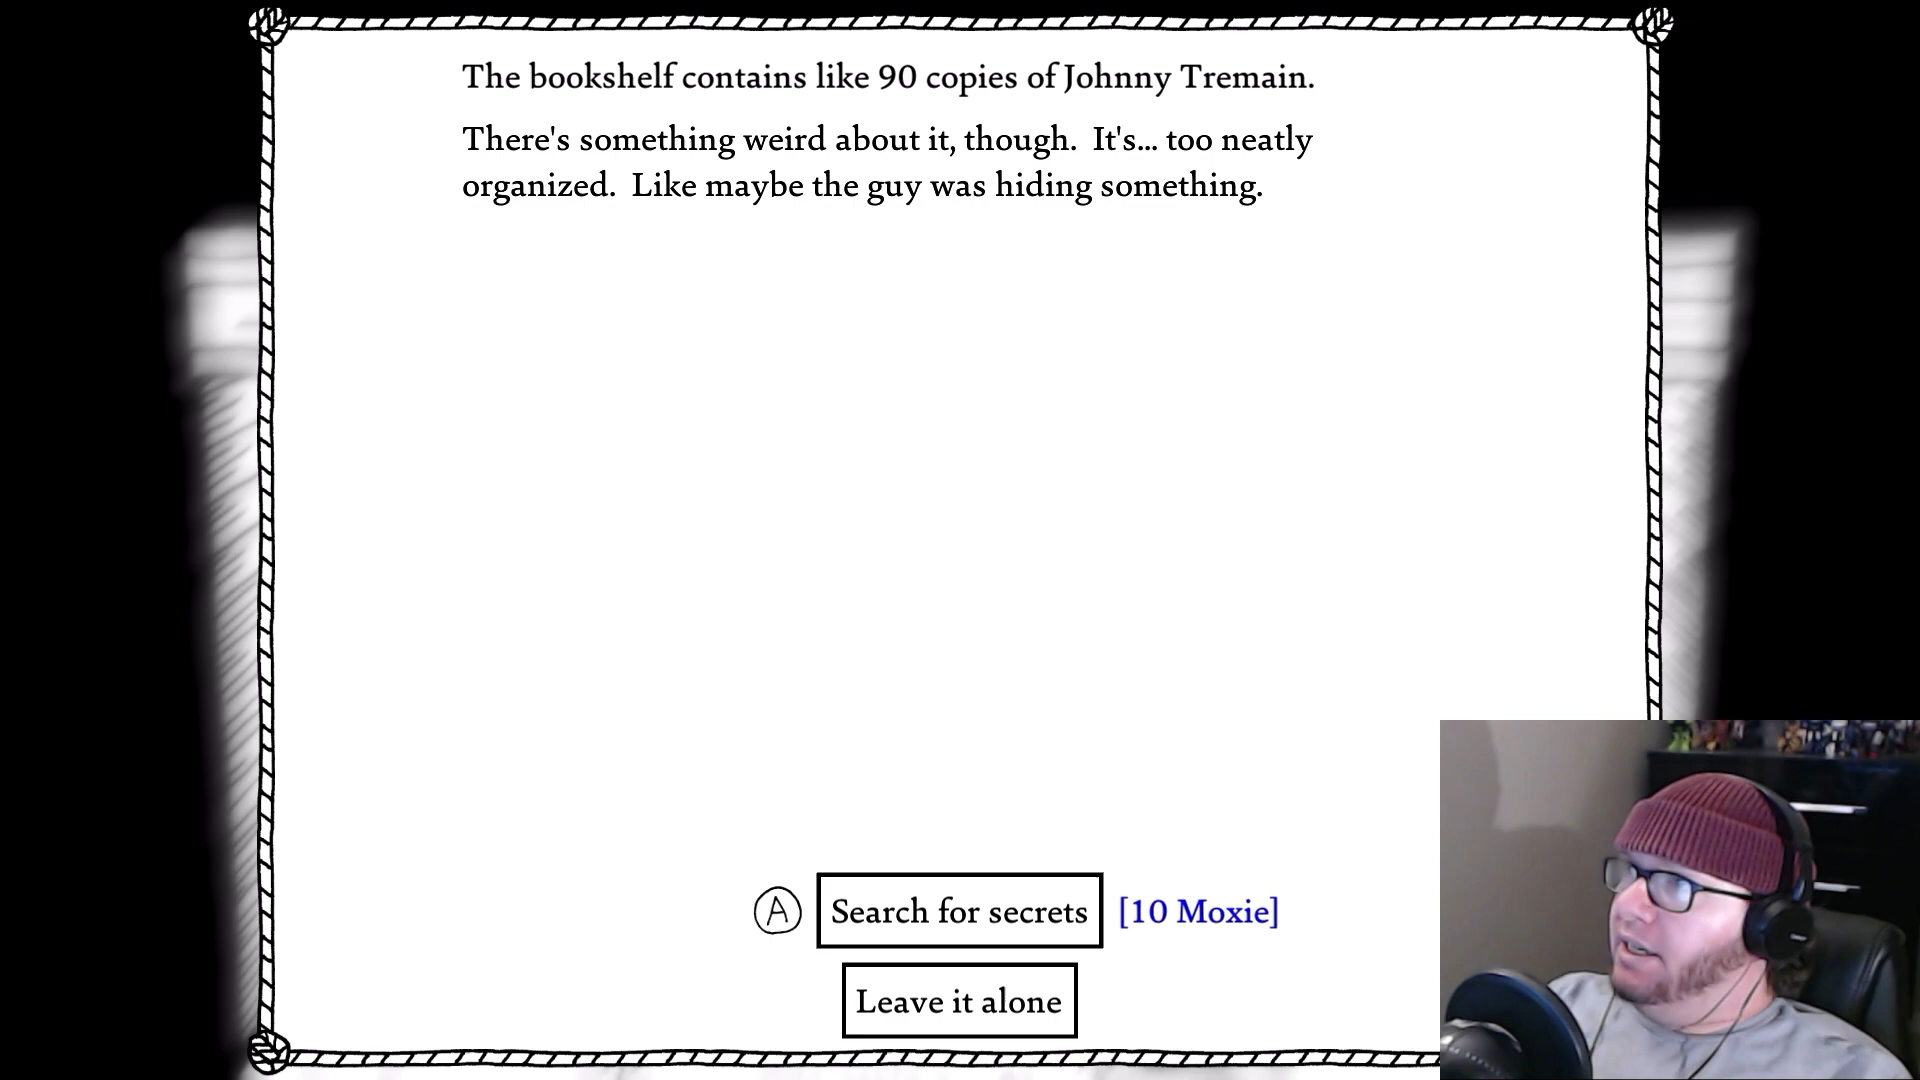 The bookshelf contains like 90 copies of Johnny Tremain.
There's something weird about it, though.  It's... too neatly
organized.  Like maybe the guy was hiding something.
A Search for secrets [10 Moxie]
Leave it alone